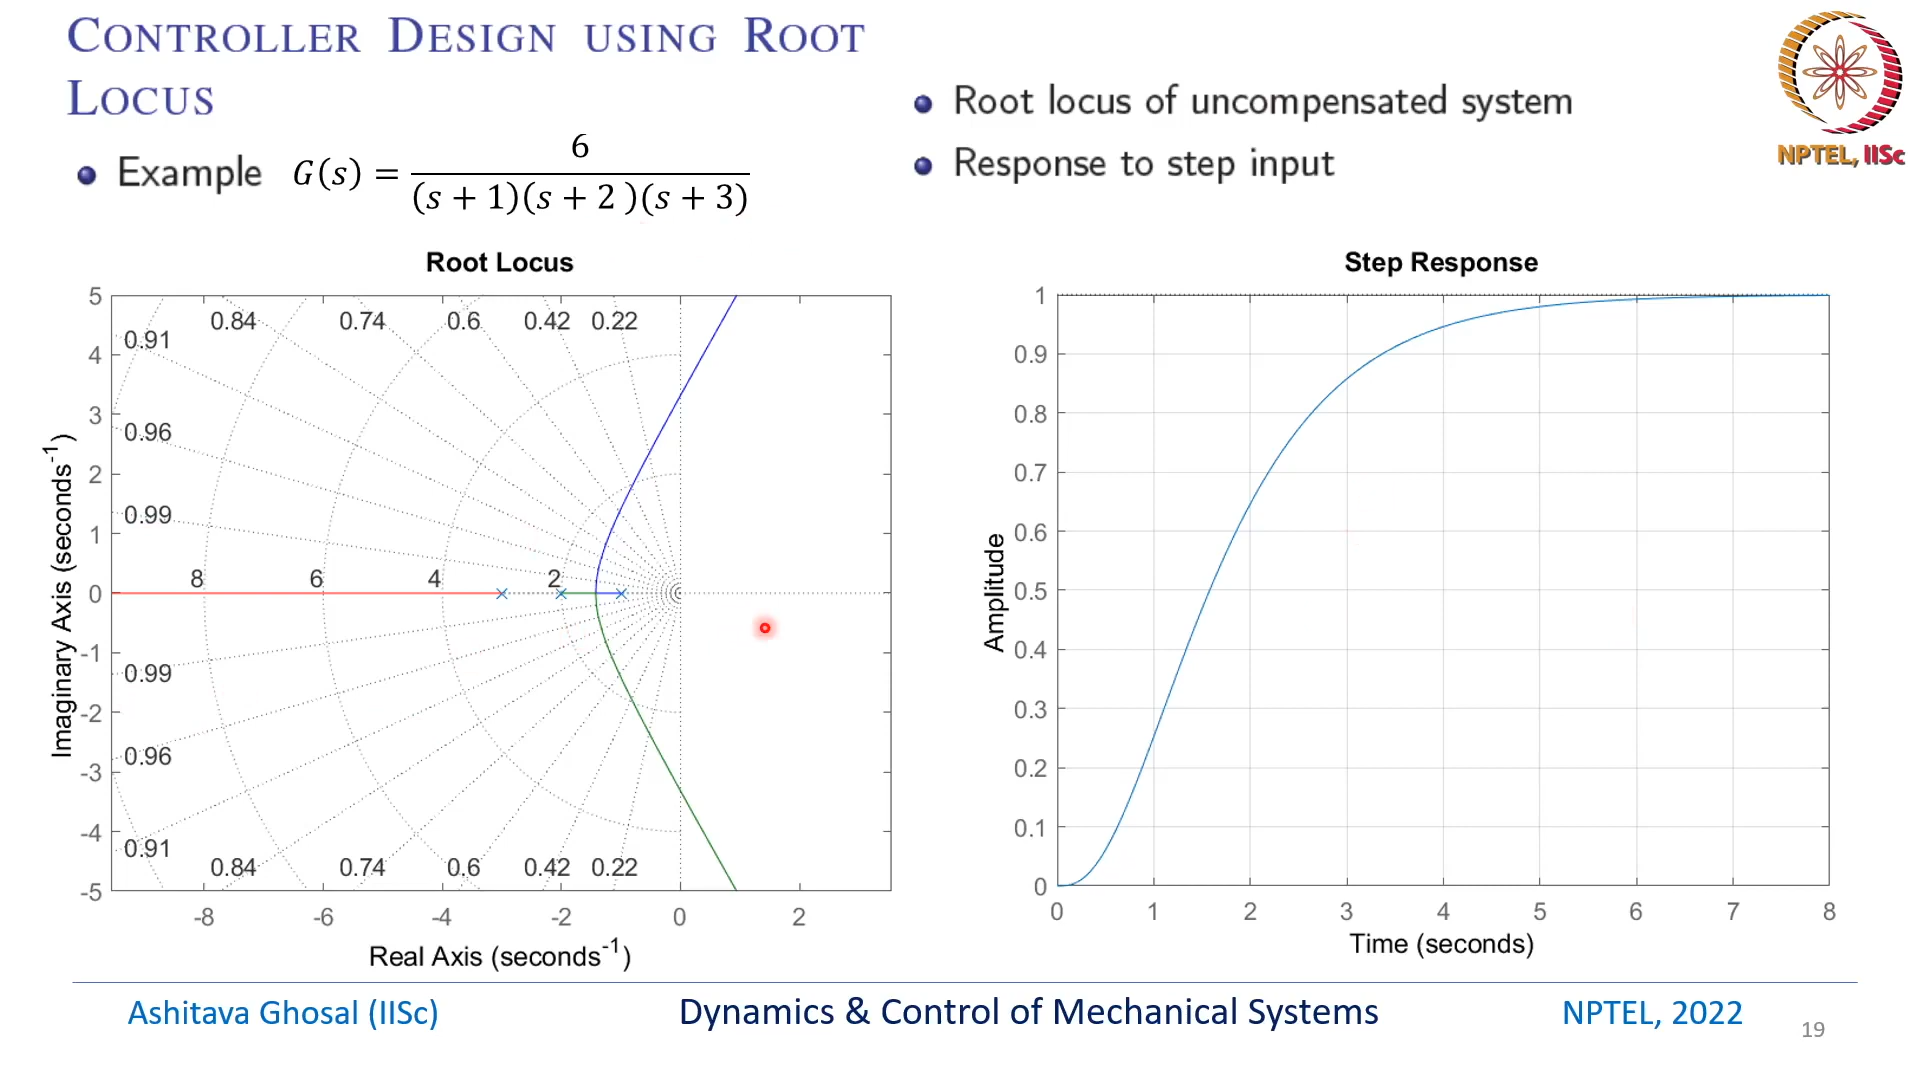 CONTROLLER DESIGN USING ROOT
LOCUS
• Example G(s) = 6 / (s + 1)(s + 2 )(s + 3)
• Root locus of uncompensated system
• Response to step input
NPTEL, IISc
Root Locus
5
4
3
2
1
0
-1
-2
-3
-4
-5
0.84 0.74 0.6 0.42 0.22
0.91
0.96
0.99
8 6 4 2
0.99
0.96
0.91
0.84 0.74 0.6 0.42 0.22
-8 -6 -4 -2 0 2
Imaginary Axis (seconds-1)
Real Axis (seconds-1)
Step Response
1
0.9
0.8
0.7
0.6
0.5
0.4
0.3
0.2
0.1
0
0 1 2 3 4 5 6 7 8
Amplitude
Time (seconds)
Ashitava Ghosal (IISc) Dynamics & Control of Mechanical Systems NPTEL, 2022 19